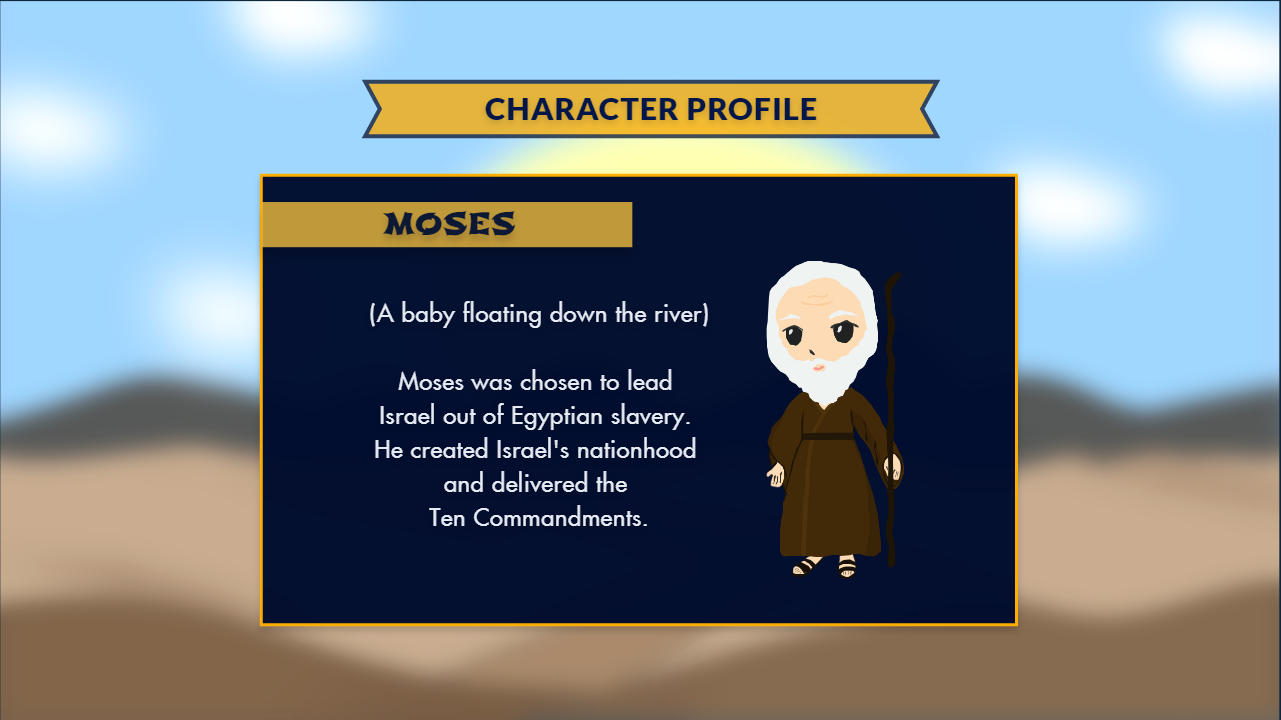 CHARACTER PROFILE
MOSES
(A baby floating down the river)
Moses was chosen to lead
Israel out of Egyptian slavery.
He created Israel's nationhood
and delivered the
Ten Commandments.